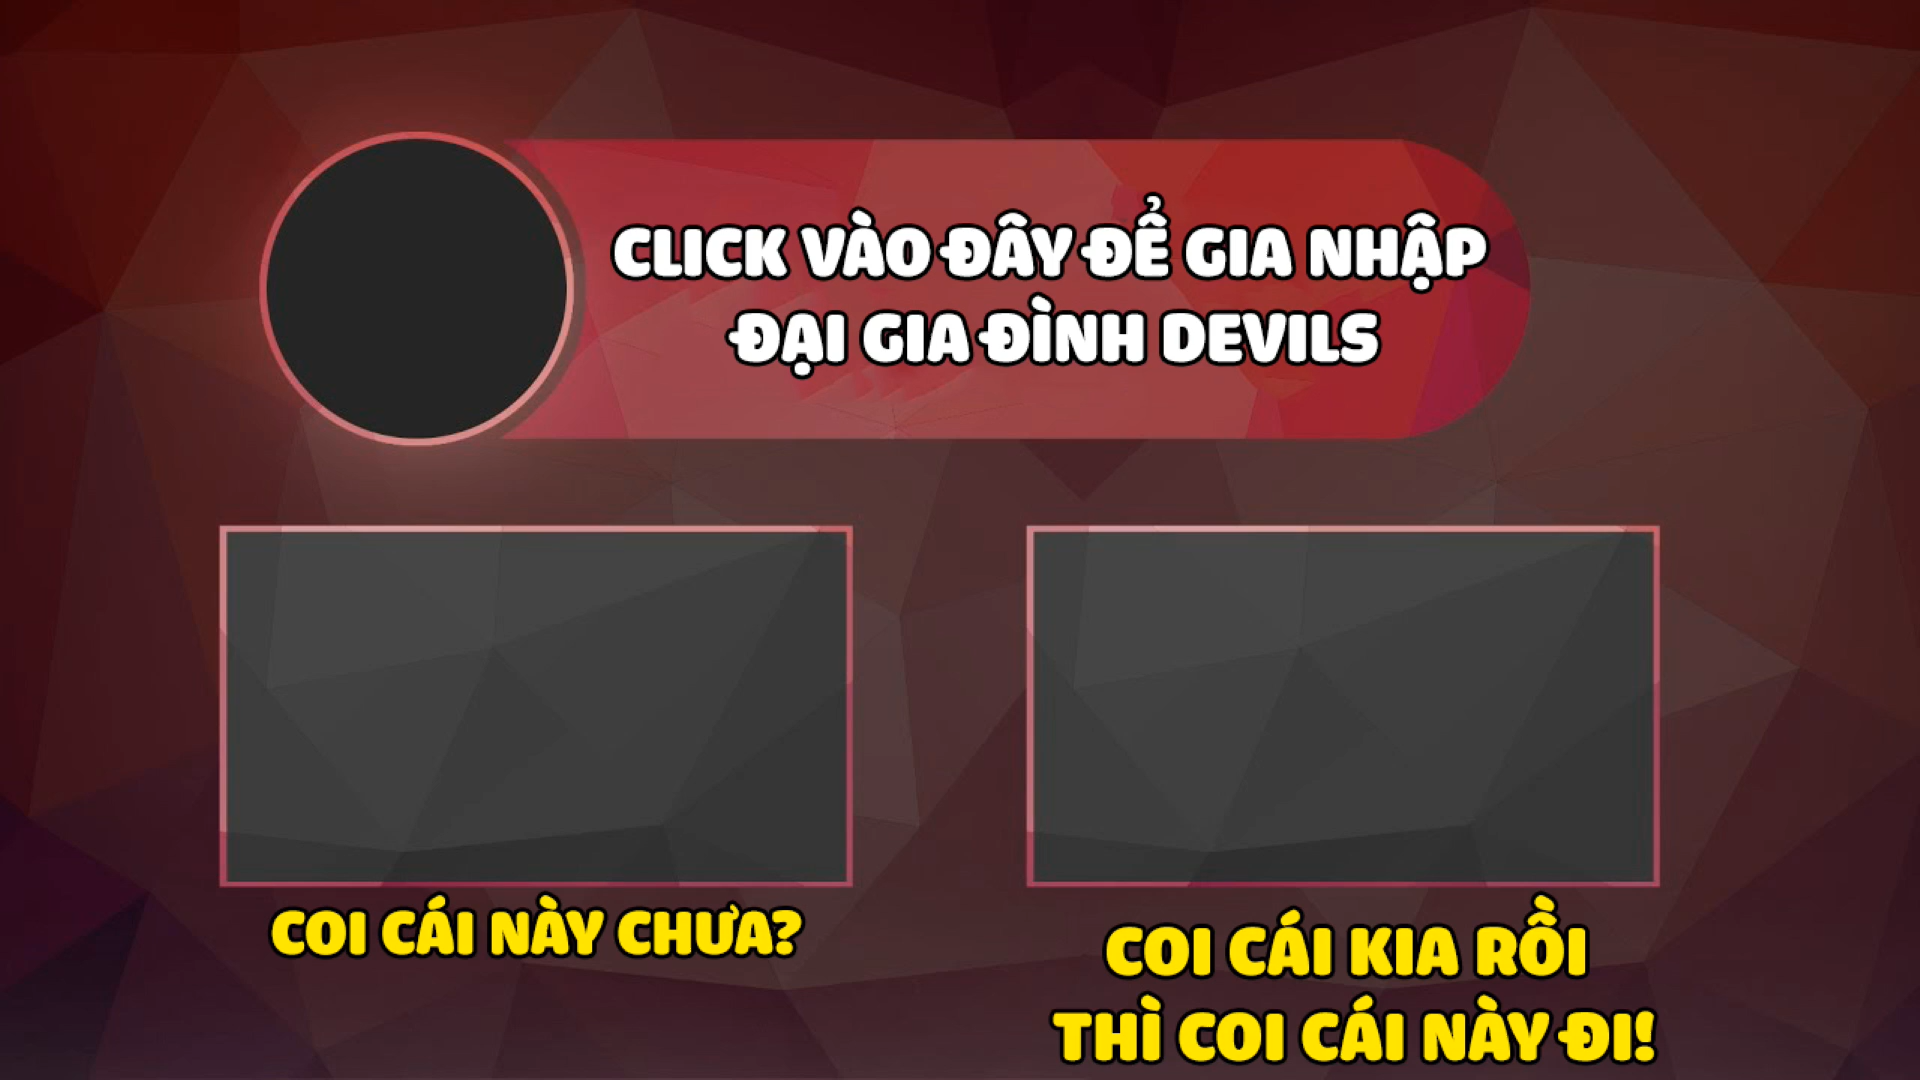 CLICK VÀO ĐÂY ĐỂ GIA NHẬP
ĐẠI GIA ĐÌNH DEVILS
COI CÁI NÀY CHƯA?
COI CÁI KIA RỒI
THÌ COI CÁI NÀY ĐI!